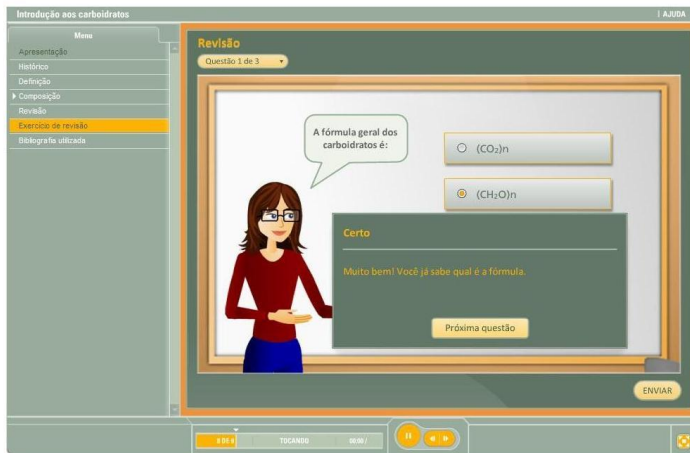 Introdução aos carboidratos
| AJUDA
Menu
Apresentação
Histórico
Definição
Composição
Revisão
Exercício de revisão
Bibliografia utilizada
Revisão
Questão 1 de 3
A fórmula geral dos
carboidratos é:
(CO₂)n
(CH₂O)n
Certo
Muito bem! Você já sabe qual é a fórmula.
Próxima questão
ENVIAR
TOCANDO
00:00 /